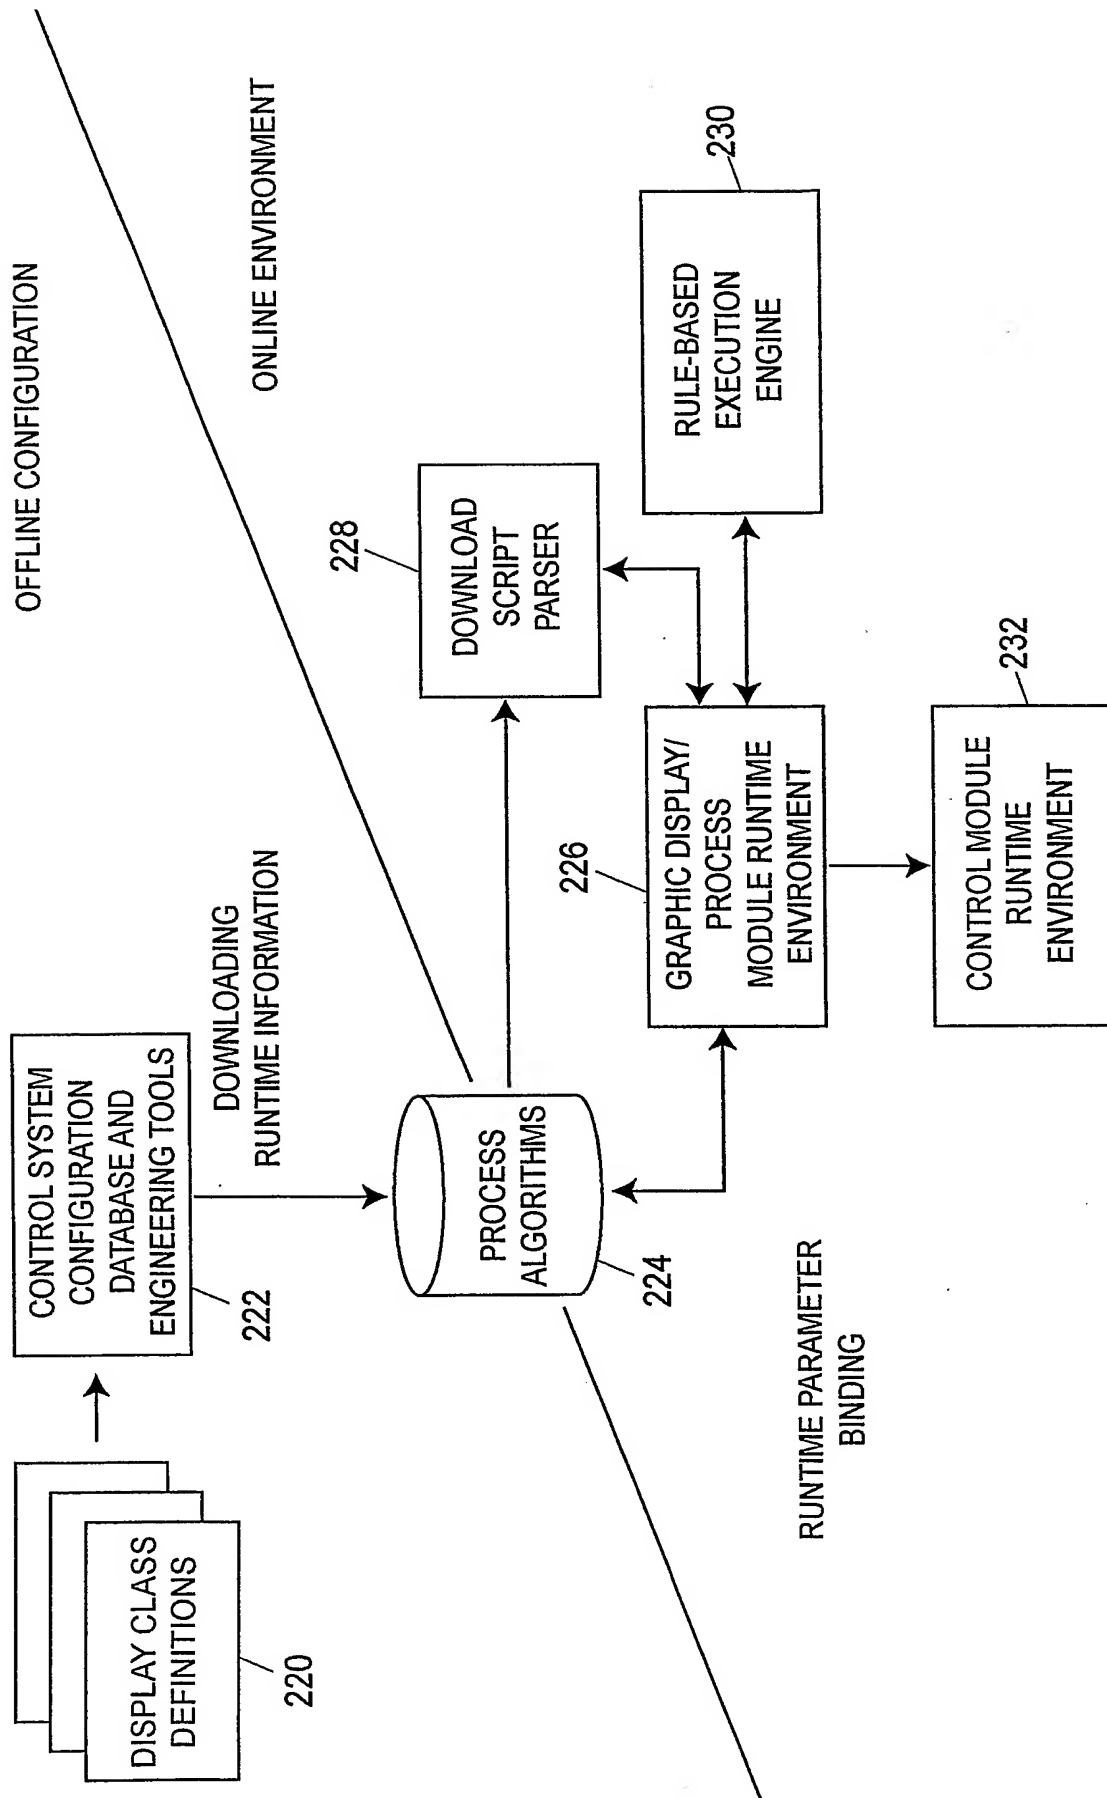 OFFLINE CONFIGURATION
ONLINE ENVIRONMENT
DISPLAY CLASS
DEFINITIONS
220
CONTROL SYSTEM
CONFIGURATION
DATABASE AND
ENGINEERING TOOLS
222
DOWNLOADING
RUNTIME INFORMATION
PROCESS
ALGORITHMS
224
228
DOWNLOAD
SCRIPT
PARSER
230
RULE-BASED
EXECUTION
ENGINE
226
GRAPHIC DISPLAY/
PROCESS
MODULE RUNTIME
ENVIRONMENT
232
CONTROL MODULE
RUNTIME
ENVIRONMENT
RUNTIME PARAMETER
BINDING